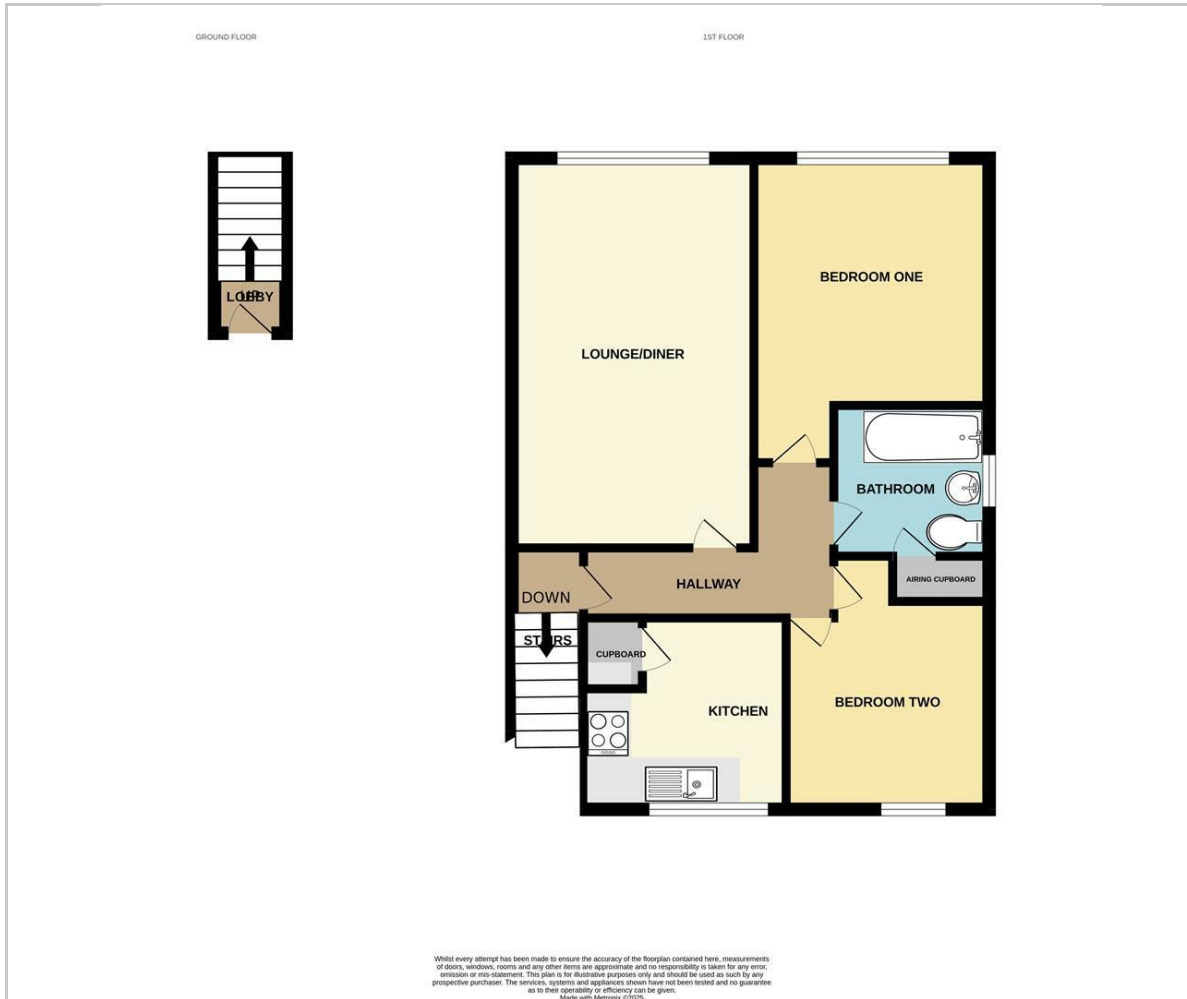 GROUND FLOOR
1ST FLOOR
UP
LOBBY
BEDROOM ONE
LOUNGE/DINER
BATHROOM
AIRING CUPBOARD
HALLWAY
DOWN
STAIRS
CUPBOARD
KITCHEN
BEDROOM TWO
Whilst every attempt has been made to ensure the accuracy of the floorplan contained here, measurements
of doors, windows, rooms and any other items are approximate and no responsibility is taken for any error,
omission or mis-statement. This plan is for illustrative purposes only and should be used as such by any
prospective purchaser. The services, systems and appliances shown have not been tested and no guarantee
as to their operability or efficiency can be given.
Made with Metropix ©2025